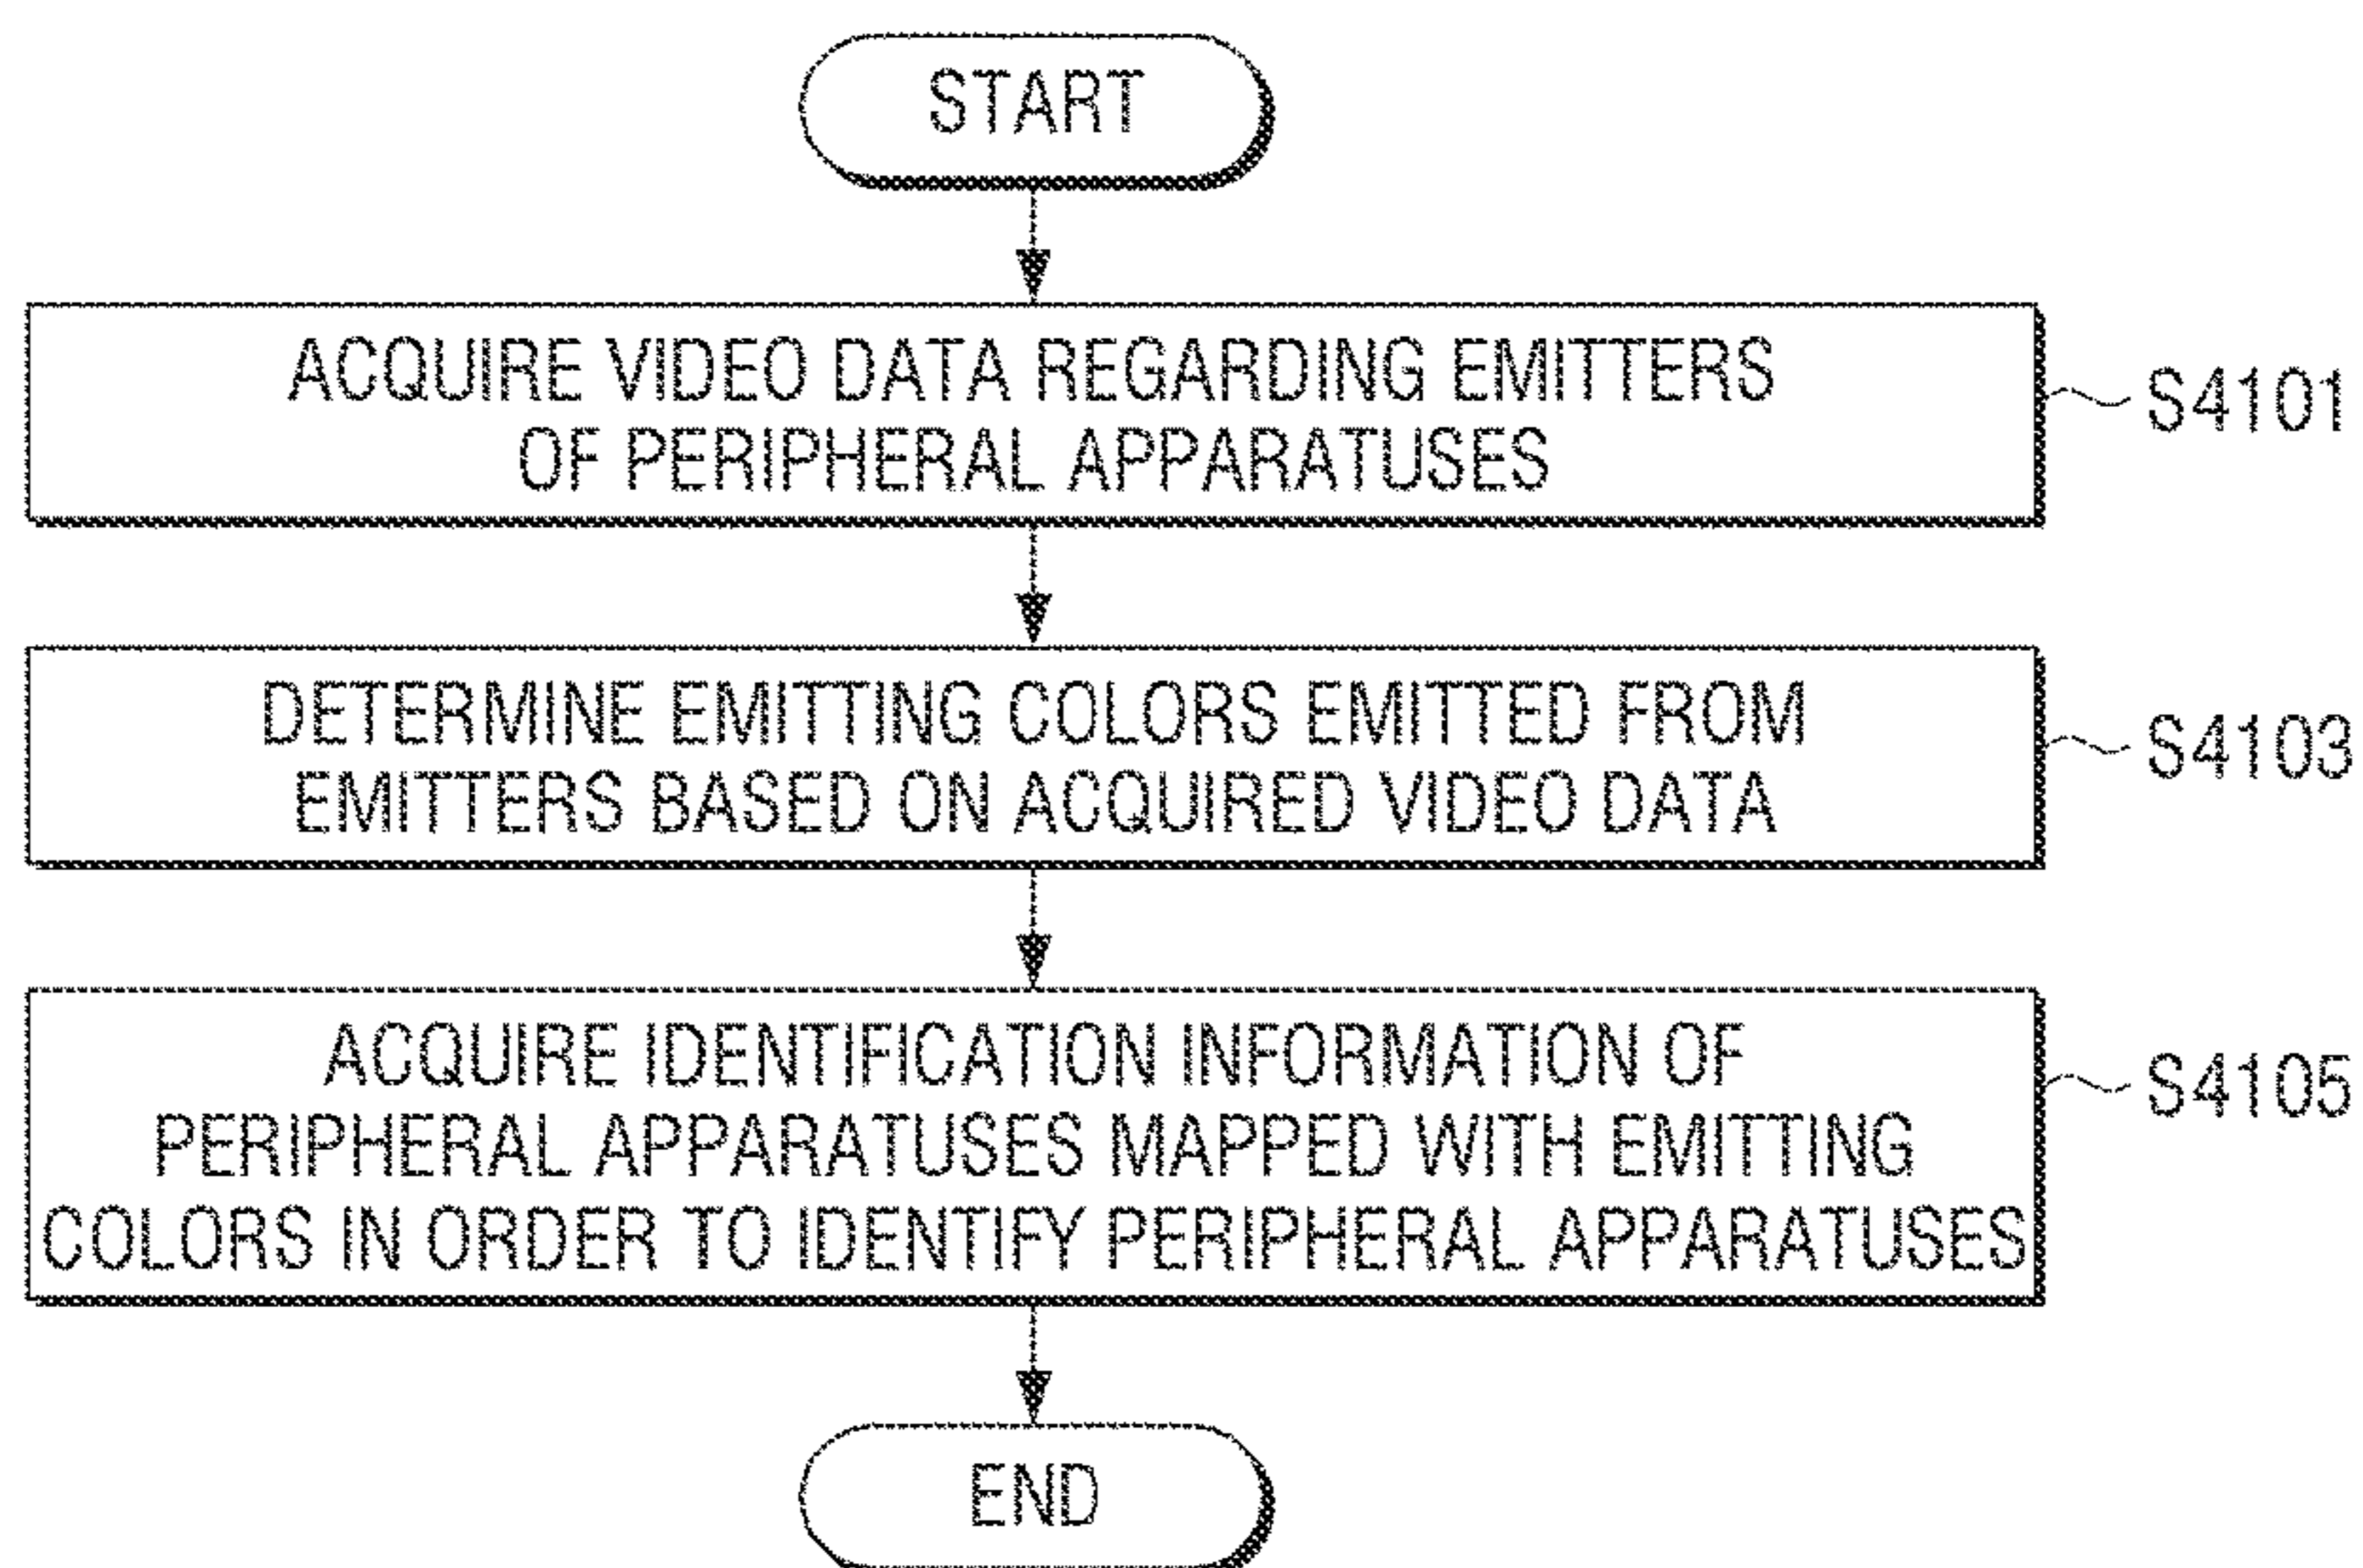 START
ACQUIRE VIDEO DATA REGARDING EMITTERS
OF PERIPHERAL APPARATUSES
S4101
DETERMINE EMITTING COLORS EMITTED FROM
EMITTERS BASED ON ACQUIRED VIDEO DATA
S4103
ACQUIRE IDENTIFICATION INFORMATION OF
PERIPHERAL APPARATUSES MAPPED WITH EMITTING
COLORS IN ORDER TO IDENTIFY PERIPHERAL APPARATUSES
S4105
END